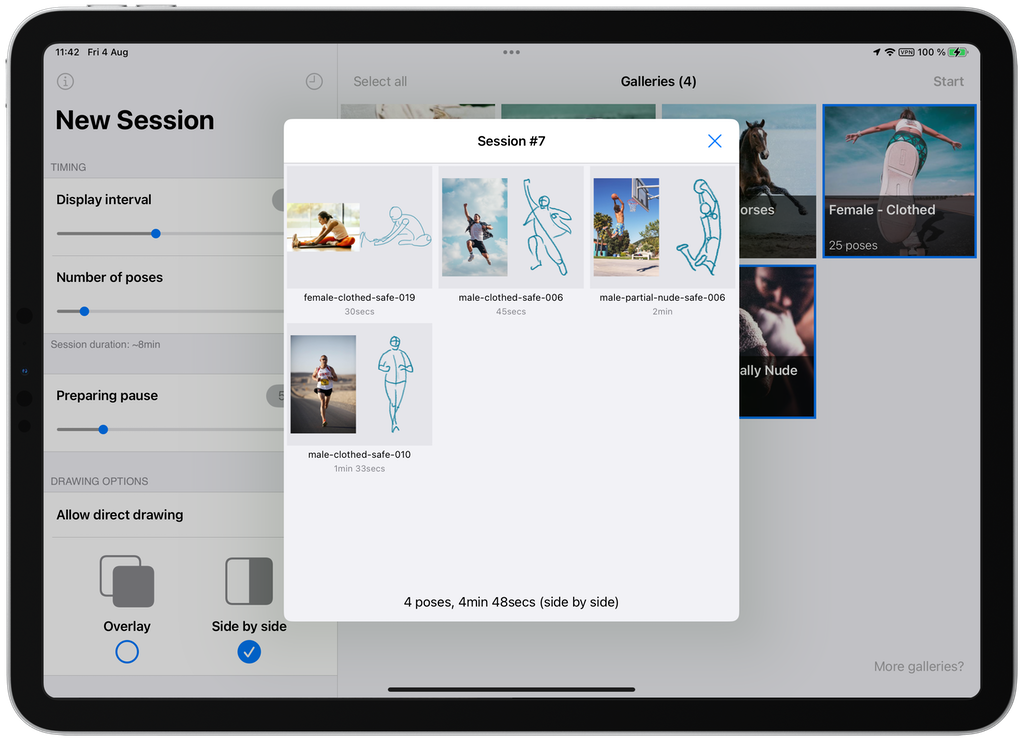 11:42 Fri 4 Aug
VPN 100 %
New Session
TIMING
Display interval
Number of poses
Session duration: ~8min
Preparing pause
DRAWING OPTIONS
Allow direct drawing
Overlay
Side by side
Select all
Galleries (4)
Start
Session #7
female-clothed-safe-019
30secs
male-clothed-safe-006
45secs
male-partial-nude-safe-006
2min
male-clothed-safe-010
1min 33secs
4 poses, 4min 48secs (side by side)
orses
Female - Clothed
25 poses
ally Nude
More galleries?